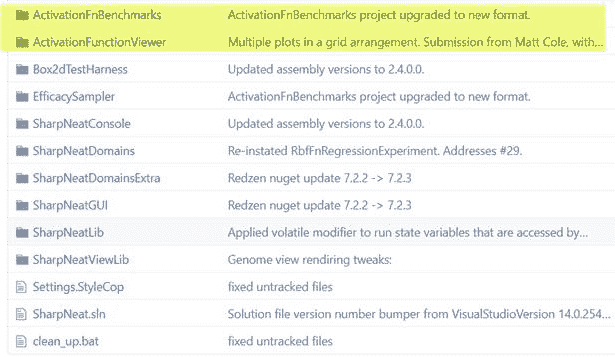 ActivationFnBenchmarks ActivationFnBenchmarks project upgraded to new format.
ActivationFunctionViewer Multiple plots in a grid arrangement. Submission from Matt Cole, with...
Box2dTestHarness Updated assembly versions to 2.4.0.0.
EfficacySampler ActivationFnBenchmarks project upgraded to new format.
SharpNeatConsole Updated assembly versions to 2.4.0.0.
SharpNeatDomains Re-instated RbfFnRegressionExperiment. Addresses #29.
SharpNeatDomainsExtra Redzen nuget update 7.2.2 -> 7.2.3
SharpNeatGUI Redzen nuget update 7.2.2 -> 7.2.3
SharpNeatLib Applied volatile modifier to run state variables that are accessed by...
SharpNeatViewLib Genome view rendiring tweaks:
Settings.StyleCop fixed untracked files
SharpNeat.sln Solution file version number bumper from VisualStudioVersion 14.0.254...
clean_up.bat fixed untracked files